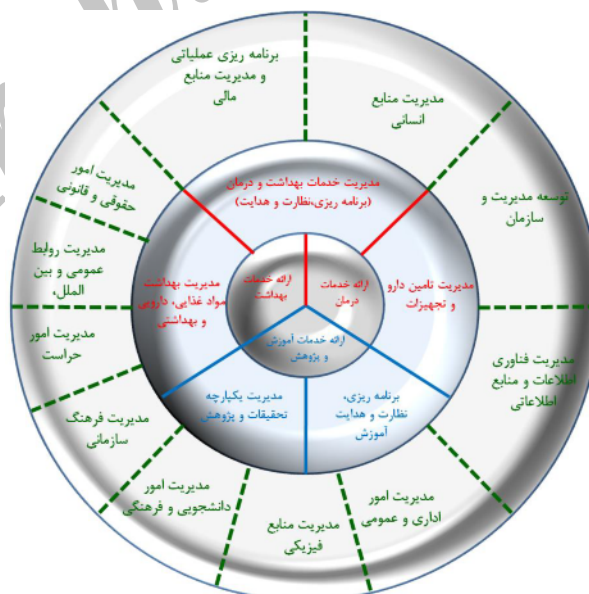 برنامه ریزی عملیاتی
و مدیریت منابع
مالی
مدیریت منابع
انسانی
توسعه مدیریت و
سازمان
مدیریت فناوری
اطلاعات و منابع
اطلاعاتی
مدیریت امور
اداری و عمومی
مدیریت منابع
فیزیکی
مدیریت امور
دانشجویی و فرهنگی
مدیریت فرهنگ
سازمانی
مدیریت امور
حراست
مدیریت روابط
عمومی و بین
الملل،
مدیریت امور
حقوقی و قانونی
مدیریت خدمات بهداشت و درمان
(برنامه ریزی،نظارت و هدایت)
مدیریت تامین دارو
و تجهیزات
برنامه ریزی،
نظارت و هدایت
آموزش
مدیریت یکپارچه
تحقیقات و پژوهش
مدیریت بهداشت
مواد غذایی، دارویی
و بهداشتی
ارائه خدمات
بهداشت
ارائه خدمات
درمان
ارائه خدمات آموزش
و پژوهش